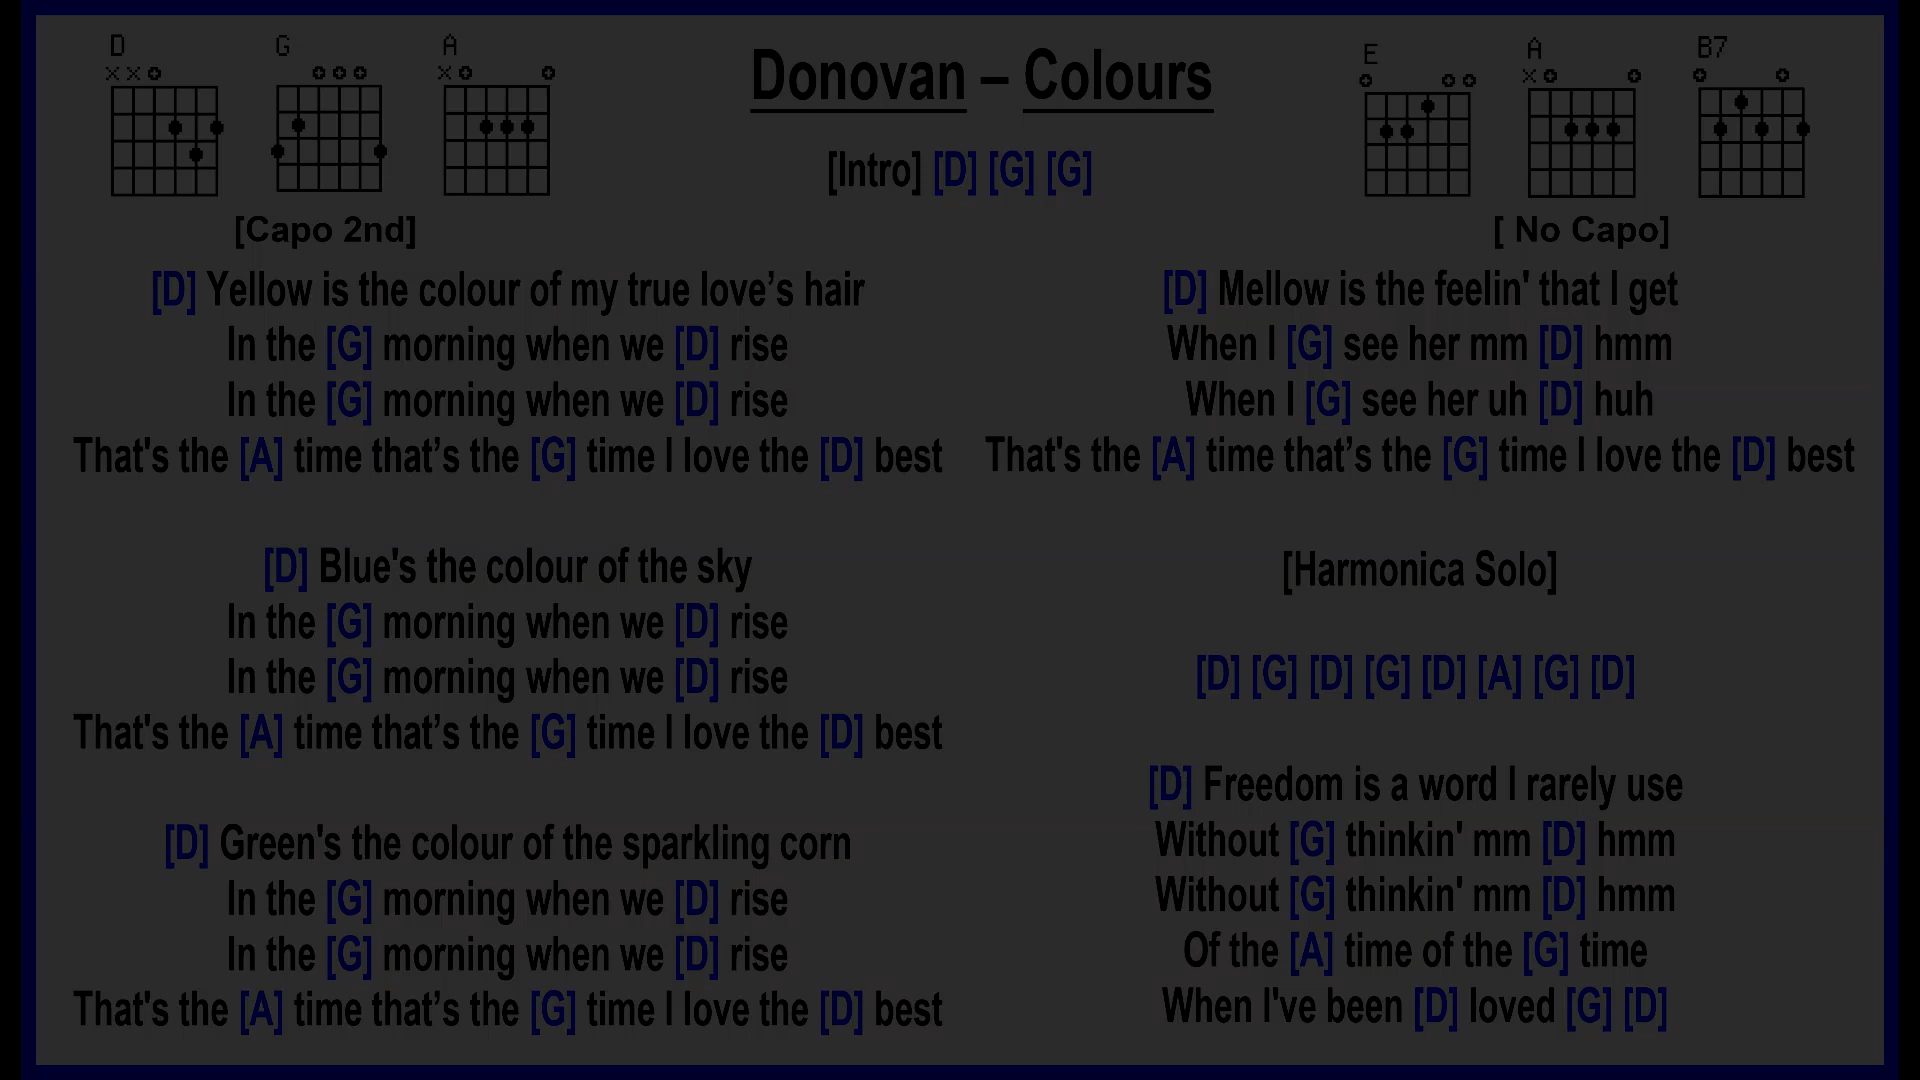 D G A
Donovan – Colours
E A B7
[Intro] [D] [G] [G]
[Capo 2nd]
[ No Capo]
[D] Yellow is the colour of my true love’s hair
In the [G] morning when we [D] rise
In the [G] morning when we [D] rise
That's the [A] time that’s the [G] time I love the [D] best
[D] Blue's the colour of the sky
In the [G] morning when we [D] rise
In the [G] morning when we [D] rise
That's the [A] time that’s the [G] time I love the [D] best
[D] Green's the colour of the sparkling corn
In the [G] morning when we [D] rise
In the [G] morning when we [D] rise
That's the [A] time that’s the [G] time I love the [D] best
[D] Mellow is the feelin' that I get
When I [G] see her mm [D] hmm
When I [G] see her uh [D] huh
That's the [A] time that’s the [G] time I love the [D] best
[Harmonica Solo]
[D] [G] [D] [G] [D] [A] [G] [D]
[D] Freedom is a word I rarely use
Without [G] thinkin' mm [D] hmm
Without [G] thinkin' mm [D] hmm
Of the [A] time of the [G] time
When I've been [D] loved [G] [D]